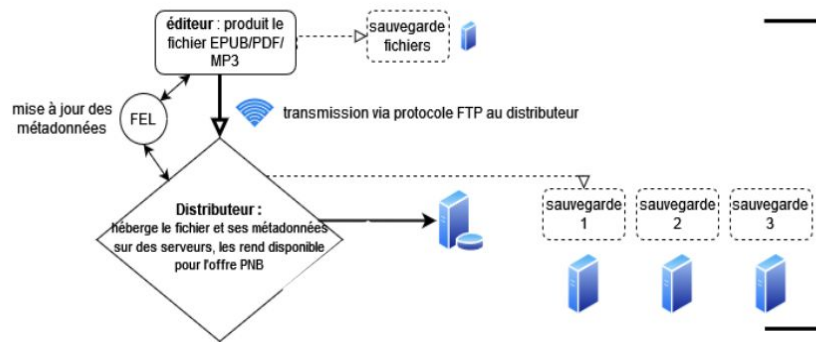 éditeur : produit le
fichier EPUB/PDF/
MP3
sauvegarde
fichiers
mise à jour des
métadonnées
FEL
transmission via protocole FTP au distributeur
Distributeur :
héberge le fichier et ses métadonnées
sur des serveurs, les rend disponible
pour l'offre PNB
sauvegarde
1
sauvegarde
2
sauvegarde
3